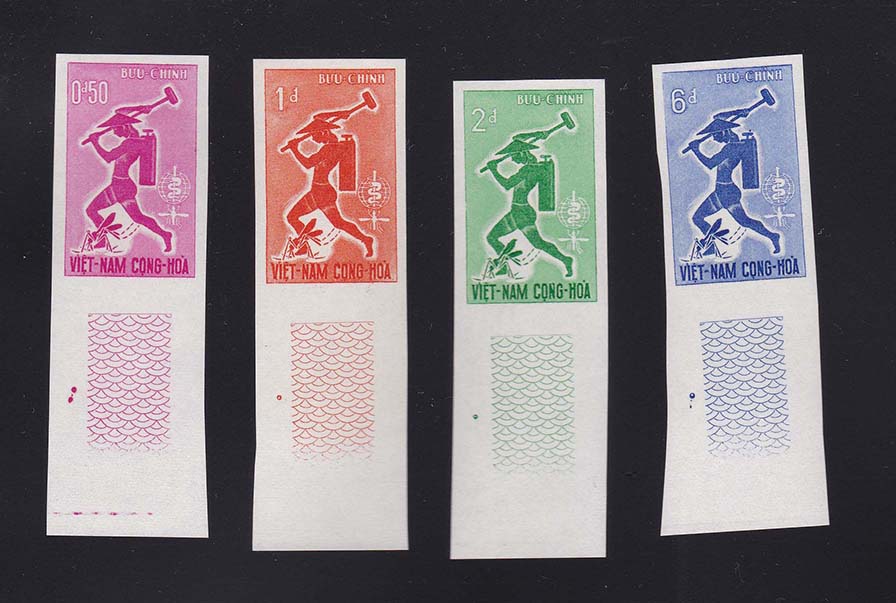 BƯU-CHÍNH
0đ50
VIỆT-NAM CỘNG-HÒA
BƯU-CHÍNH
1đ
VIỆT-NAM CỘNG-HÒA
BƯU-CHÍNH
2đ
VIỆT-NAM CỘNG-HÒA
BƯU-CHÍNH
6đ
VIỆT-NAM CỘNG-HÒA